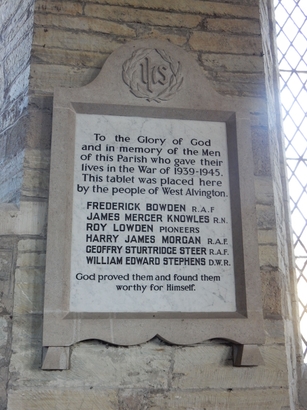 IHS
To the Glory of God
and in memory of the Men
of this Parish who gave their
lives in the War of 1939-1945.
This tablet was placed here
by the people of West Alvington.
FREDERICK BOWDEN R.A.F
JAMES MERCER KNOWLES R.N.
ROY LOWDEN PIONEERS
HARRY JAMES MORGAN R.A.F.
GEOFFRY STURTRIDGE STEER R.A.F.
WILLIAM EDWARD STEPHENS D.W.R.
God proved them and found them
worthy for Himself.